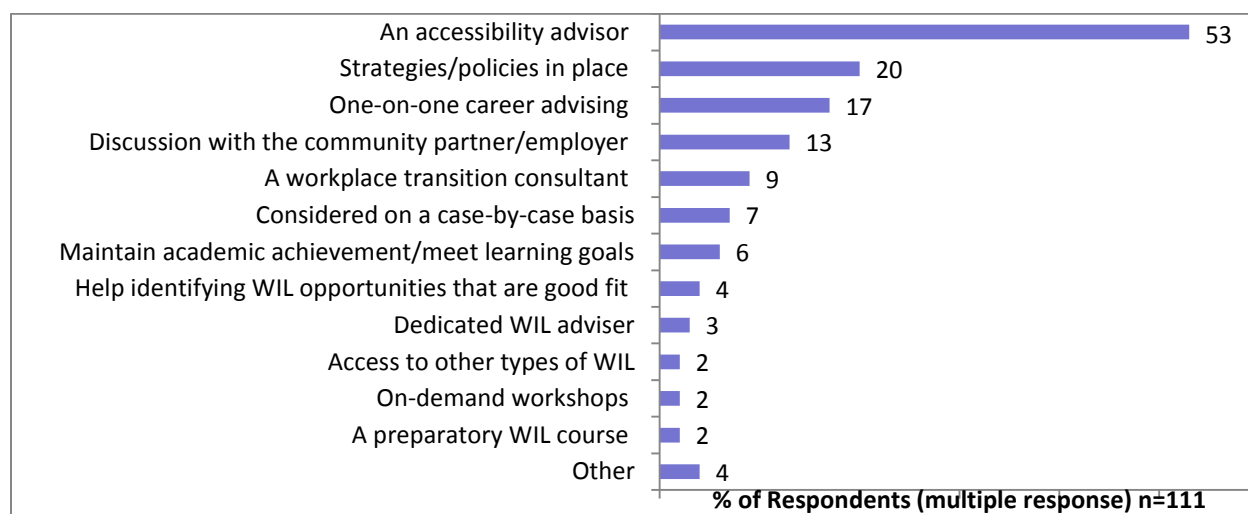 An accessibility advisor 53
Strategies/policies in place 20
One-on-one career advising 17
Discussion with the community partner/employer 13
A workplace transition consultant 9
Considered on a case-by-case basis 7
Maintain academic achievement/meet learning goals 6
Help identifying WIL opportunities that are good fit 4
Dedicated WIL adviser 3
Access to other types of WIL 2
On-demand workshops 2
A preparatory WIL course 2
Other 4
% of Respondents (multiple response) n=111